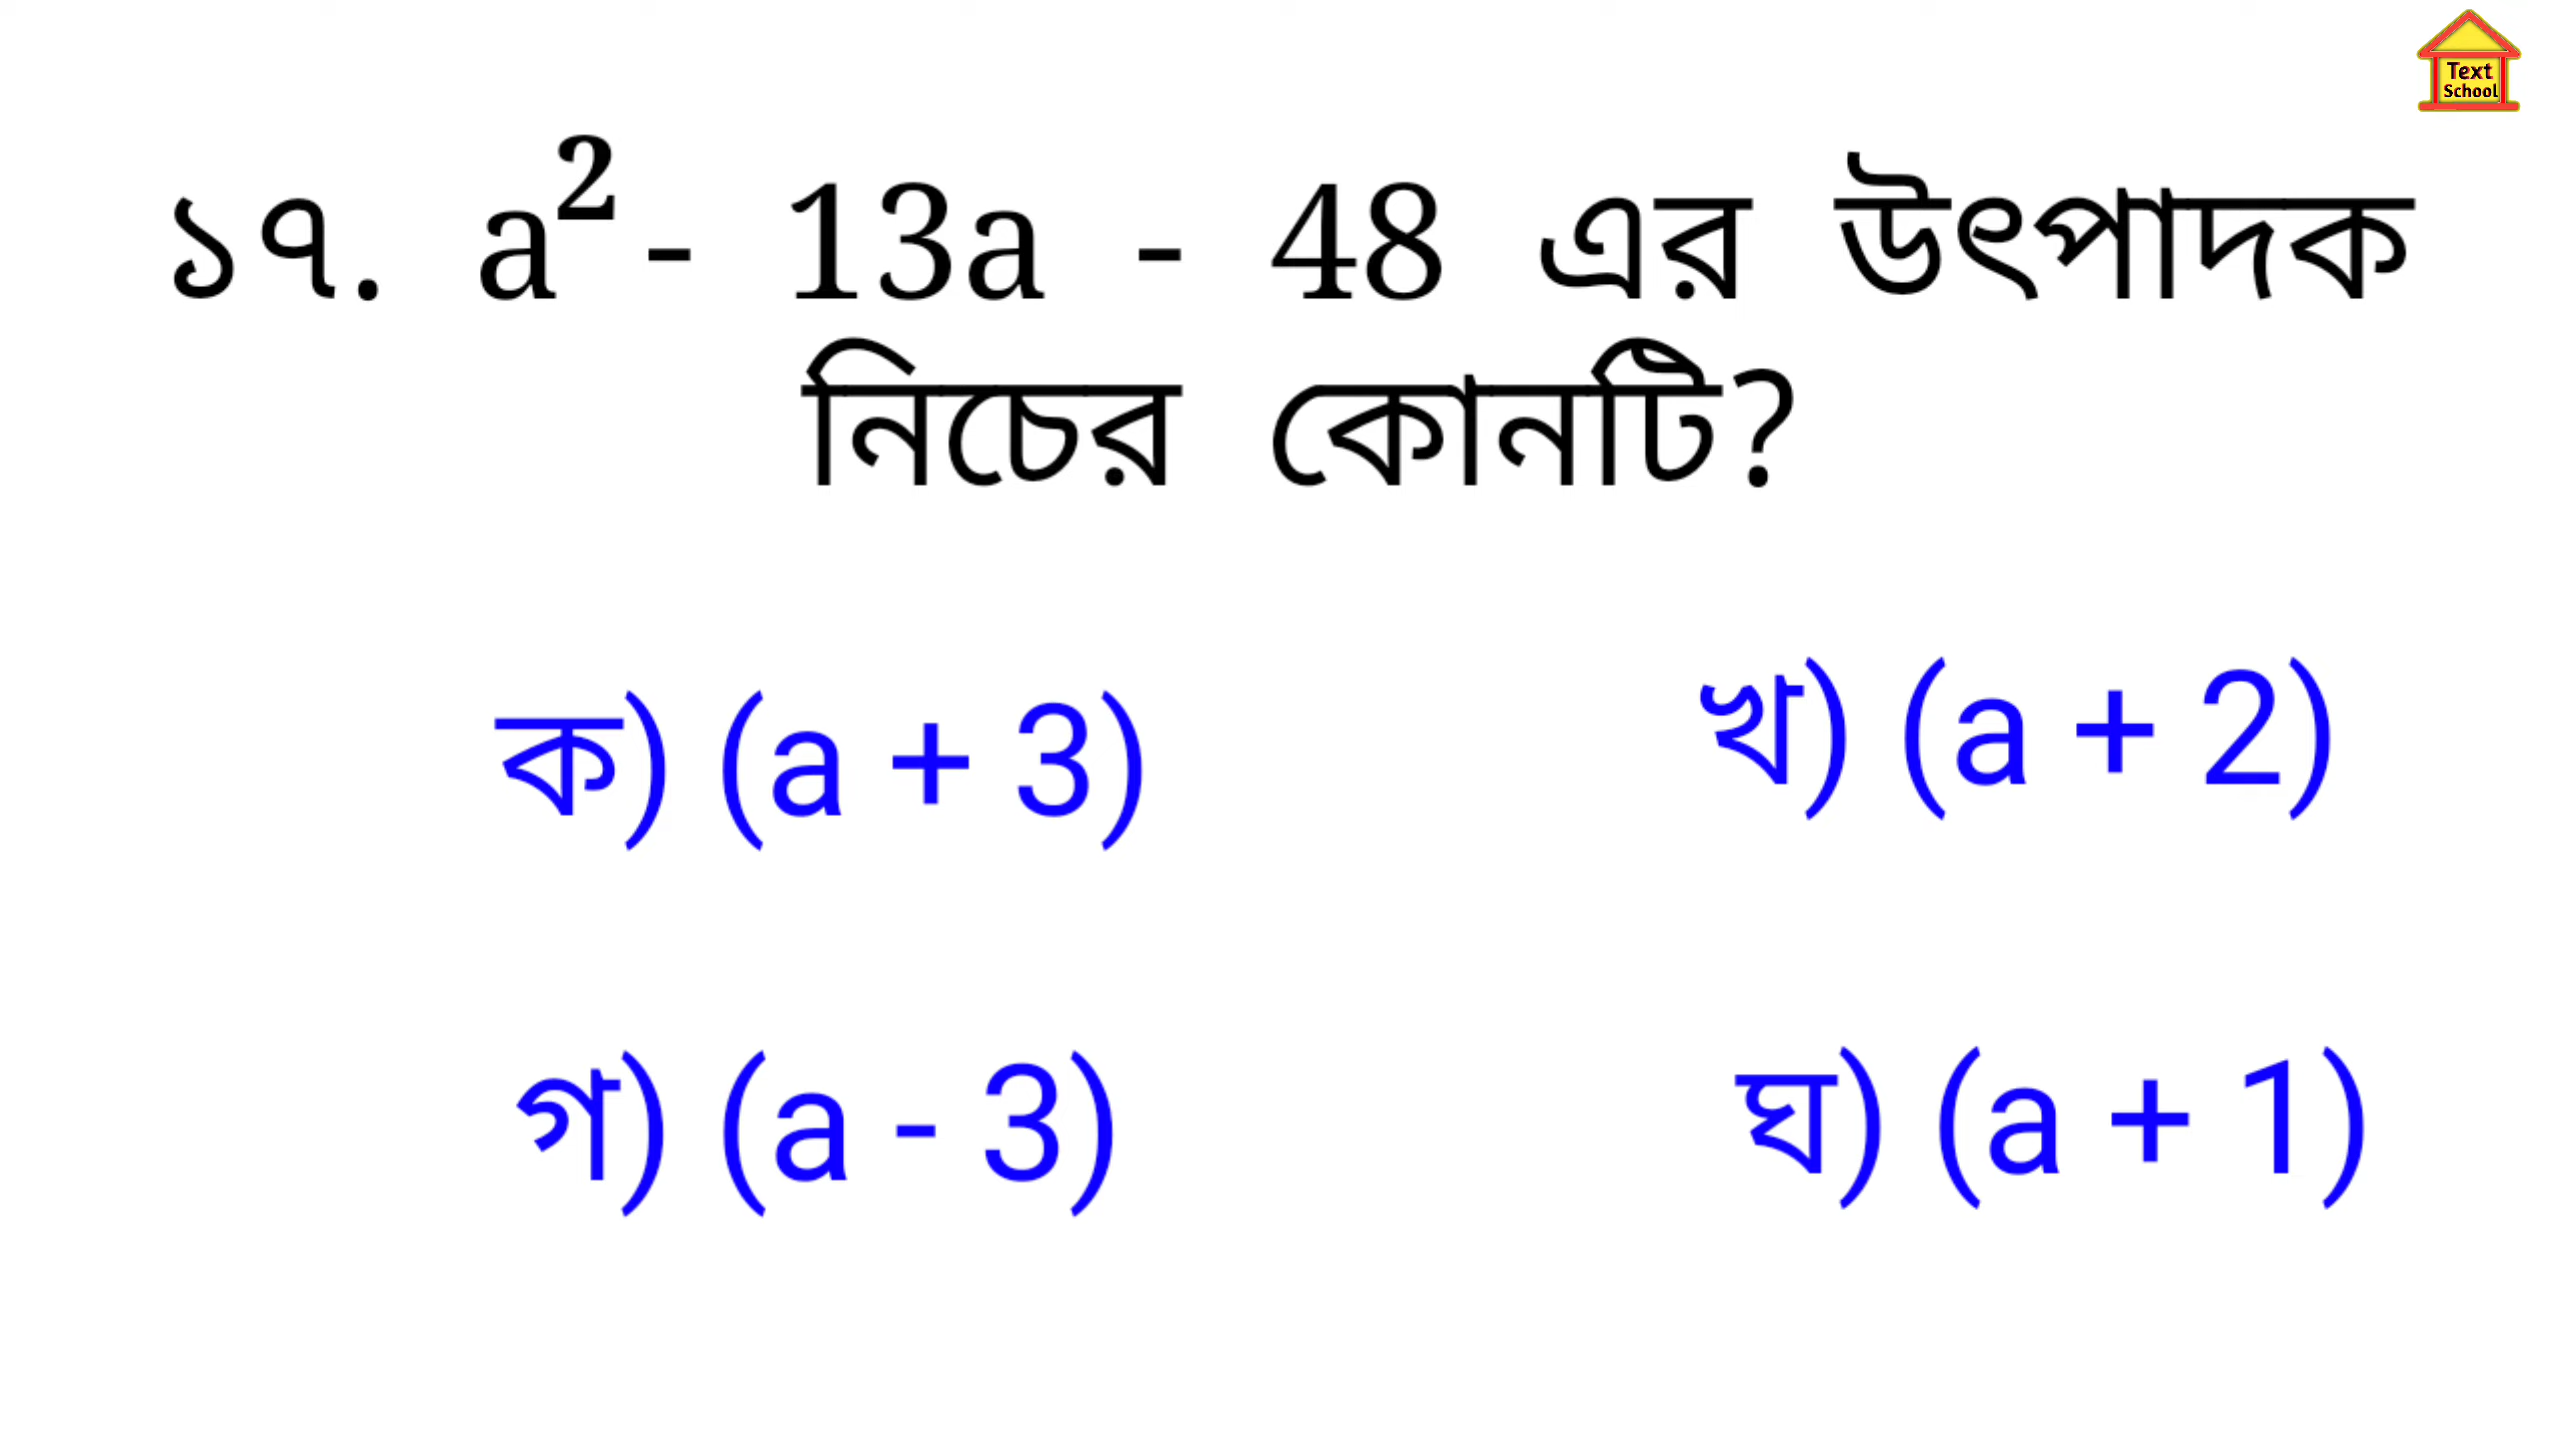 Text
School
১৭. a² - 13a - 48 এর উৎপাদক
নিচের কোনটি?
ক) (a + 3)
খ) (a + 2)
গ) (a - 3)
ঘ) (a + 1)